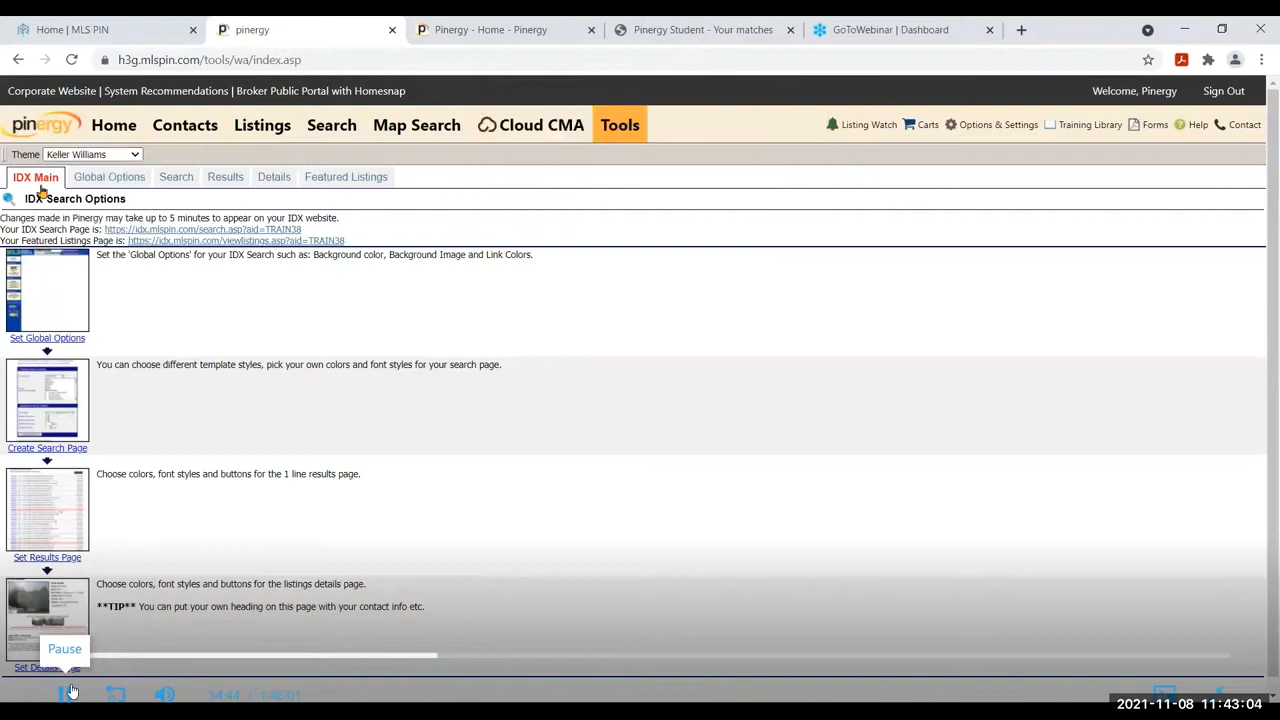 Home | MLS PIN
pinergy
Pinergy - Home - Pinergy
Pinergy Student - Your matches
GoToWebinar | Dashboard
h3g.mlspin.com/tools/wa/index.asp
Corporate Website | System Recommendations | Broker Public Portal with Homesnap
Welcome, Pinergy
Sign Out
pinergy
Home
Contacts
Listings
Search
Map Search
Cloud CMA
Tools
Listing Watch
Carts
Options & Settings
Training Library
Forms
Help
Contact
Theme
Keller Williams
IDX Main
Global Options
Search
Results
Details
Featured Listings
IDX Search Options
Changes made in Pinergy may take up to 5 minutes to appear on your IDX website.
Your IDX Search Page is: https://idx.mlspin.com/search.asp?aid=TRAIN38
Your Featured Listings Page is: https://idx.mlspin.com/viewlistings.asp?aid=TRAIN38
Set the 'Global Options' for your IDX Search such as: Background color, Background Image and Link Colors.
Set Global Options
You can choose different template styles, pick your own colors and font styles for your search page.
Create Search Page
Choose colors, font styles and buttons for the 1 line results page.
Set Results Page
Choose colors, font styles and buttons for the listings details page.
**TIP** You can put your own heading on this page with your contact info etc.
Pause
Set Details Page
34:44 / 1:48:01
2021-11-08 11:43:04